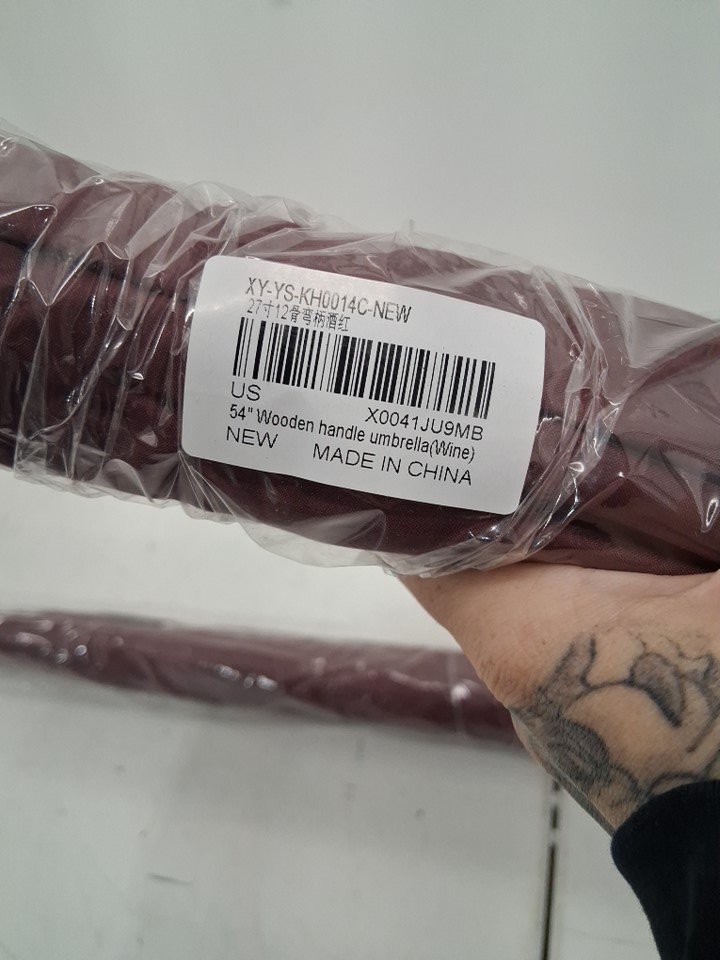 XY-YS-KH0014C-NEW
27寸12骨弯柄酒红
US
X0041JU9MB
54" Wooden handle umbrella(Wine)
NEW MADE IN CHINA